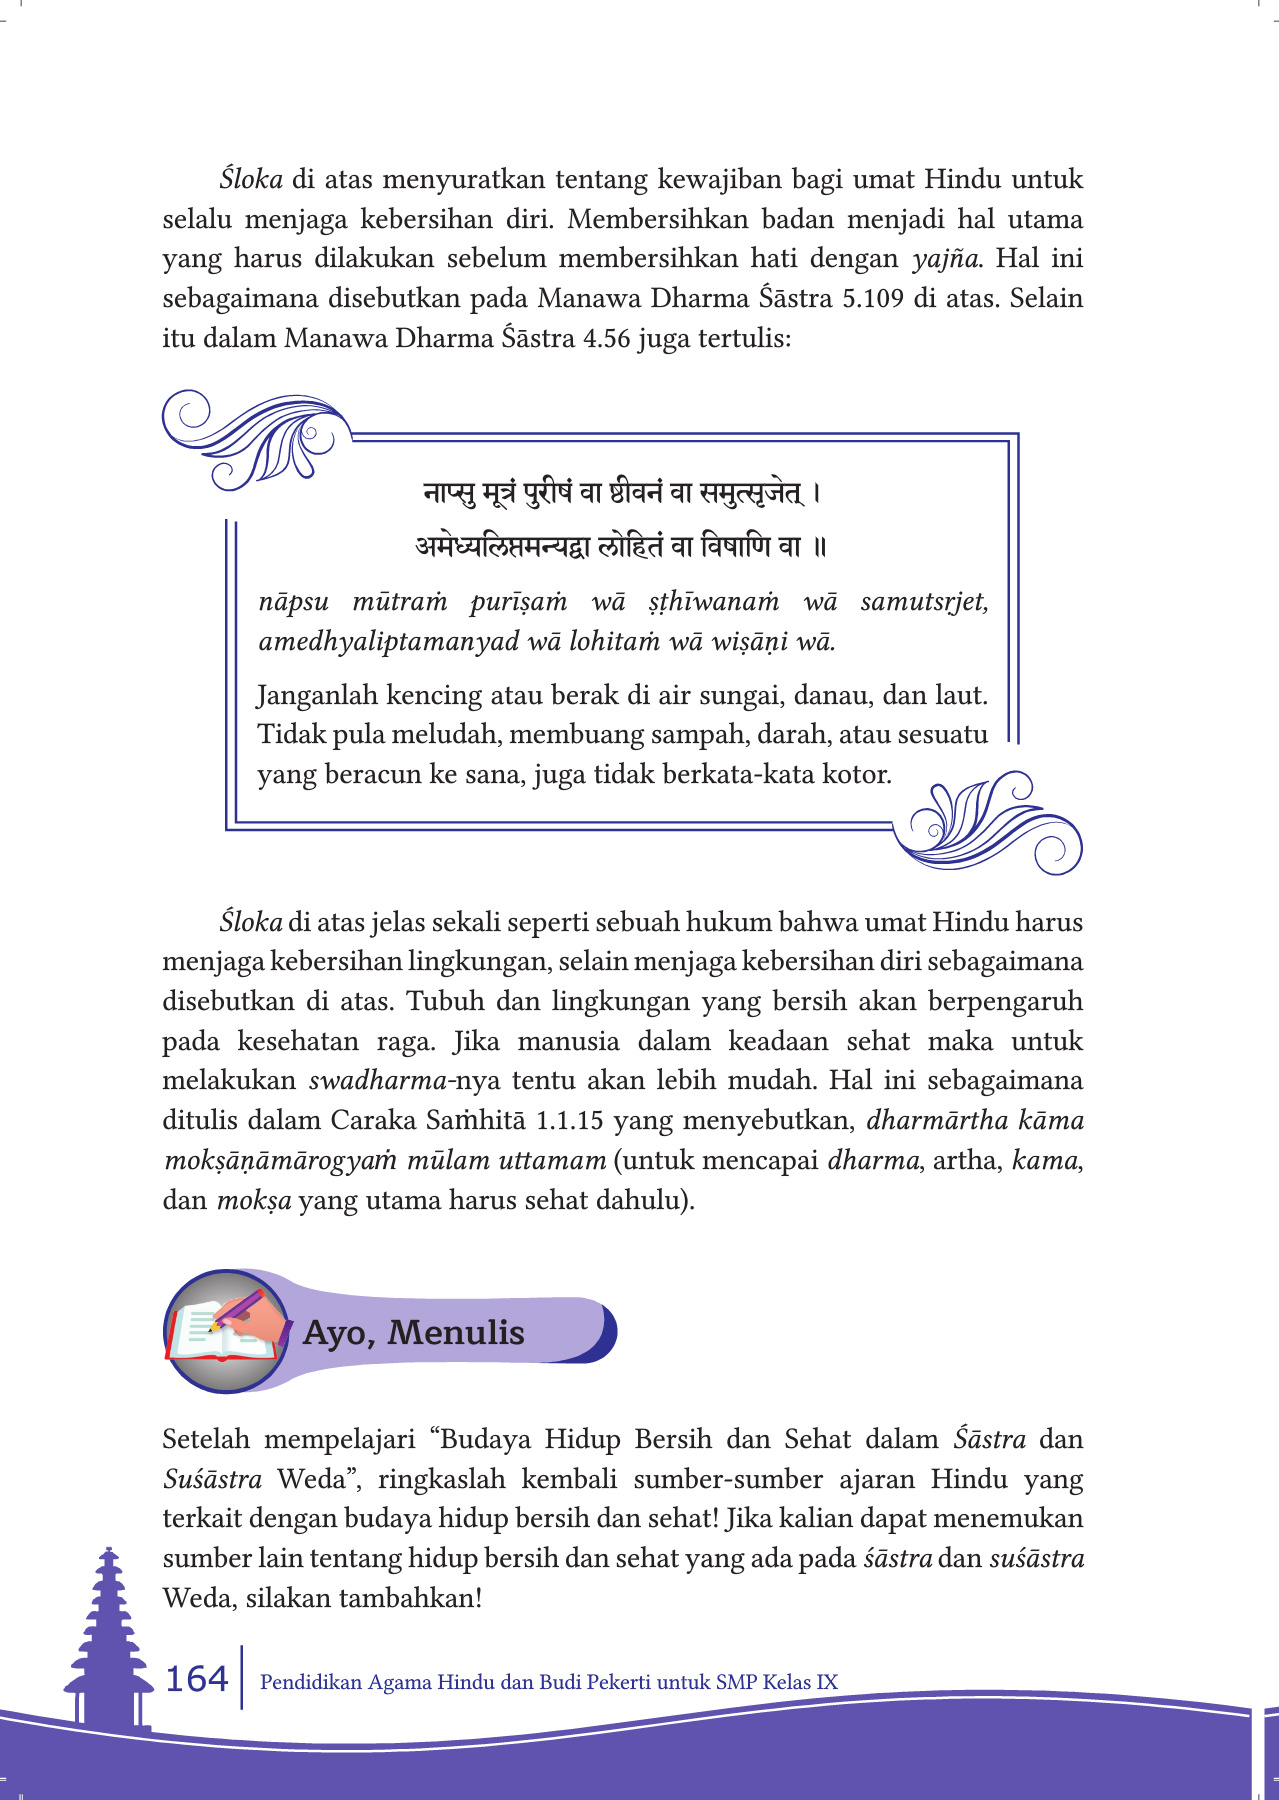 Śloka di atas menyuratkan tentang kewajiban bagi umat Hindu untuk
selalu menjaga kebersihan diri. Membersihkan badan menjadi hal utama
yang harus dilakukan sebelum membersihkan hati dengan yajña. Hal ini
sebagaimana disebutkan pada Manawa Dharma Śāstra 5.109 di atas. Selain
itu dalam Manawa Dharma Śāstra 4.56 juga tertulis:
नाप्सु मूत्रं पुरीषं वा ष्ठीवनं वा समुत्सृजेत् ।
अमेध्यलिप्तमन्यद्वा लोहितं वा विषाणि वा ॥
nāpsu mūtraṁ purīṣaṁ wā ṣṭhīwanaṁ wā samutsṛjet,
amedhyaliptamanyad wā lohitaṁ wā wiṣāṇi wā.
Janganlah kencing atau berak di air sungai, danau, dan laut.
Tidak pula meludah, membuang sampah, darah, atau sesuatu
yang beracun ke sana, juga tidak berkata-kata kotor.
Śloka di atas jelas sekali seperti sebuah hukum bahwa umat Hindu harus
menjaga kebersihan lingkungan, selain menjaga kebersihan diri sebagaimana
disebutkan di atas. Tubuh dan lingkungan yang bersih akan berpengaruh
pada kesehatan raga. Jika manusia dalam keadaan sehat maka untuk
melakukan swadharma-nya tentu akan lebih mudah. Hal ini sebagaimana
ditulis dalam Caraka Saṁhitā 1.1.15 yang menyebutkan, dharmārtha kāma
mokṣāṇāmārogyaṁ mūlam uttamam (untuk mencapai dharma, artha, kama,
dan mokṣa yang utama harus sehat dahulu).
Ayo, Menulis
Setelah mempelajari “Budaya Hidup Bersih dan Sehat dalam Śāstra dan
Suśāstra Weda”, ringkaslah kembali sumber-sumber ajaran Hindu yang
terkait dengan budaya hidup bersih dan sehat! Jika kalian dapat menemukan
sumber lain tentang hidup bersih dan sehat yang ada pada śāstra dan suśāstra
Weda, silakan tambahkan!
164
Pendidikan Agama Hindu dan Budi Pekerti untuk SMP Kelas IX